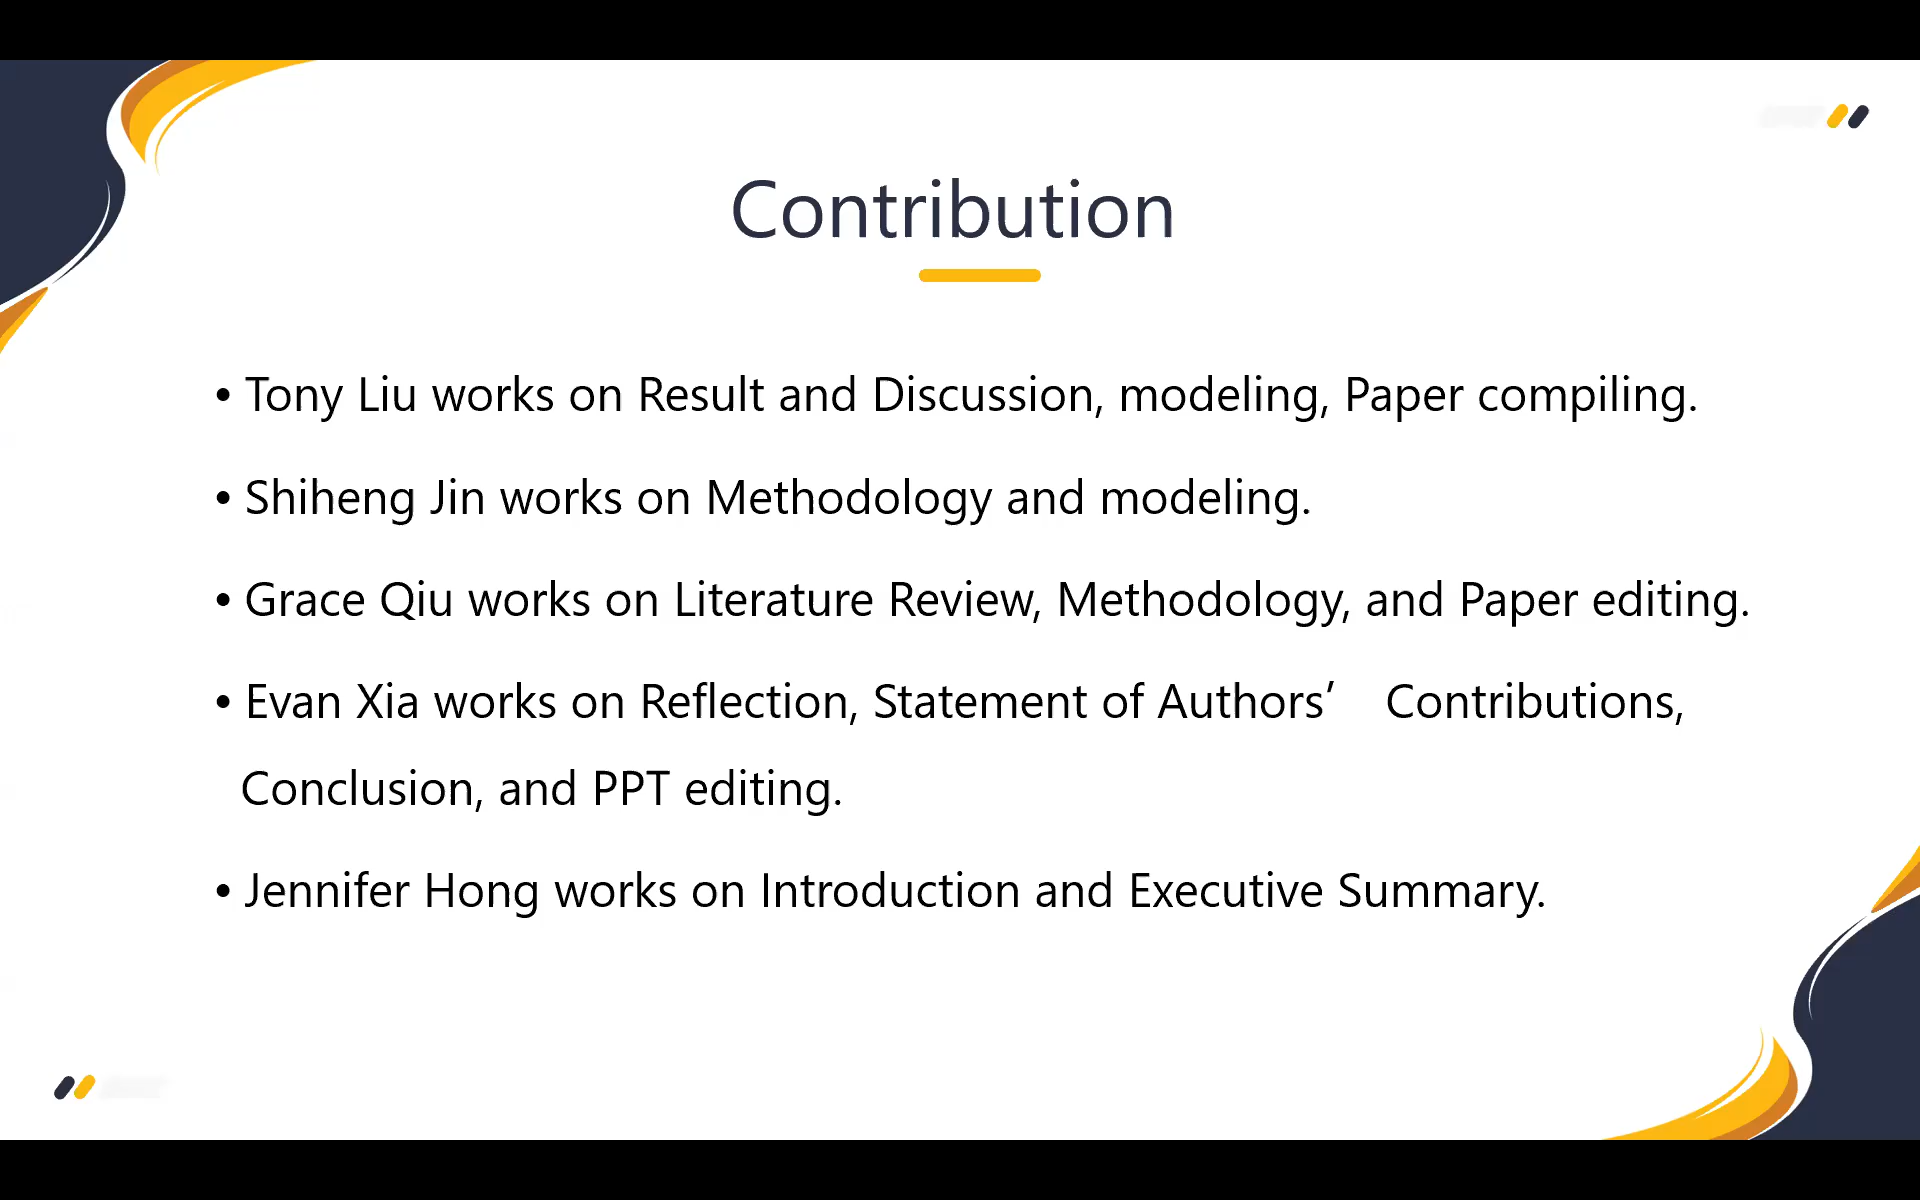 Contribution
• Tony Liu works on Result and Discussion, modeling, Paper compiling.
• Shiheng Jin works on Methodology and modeling.
• Grace Qiu works on Literature Review, Methodology, and Paper editing.
• Evan Xia works on Reflection, Statement of Authors’ Contributions,
Conclusion, and PPT editing.
• Jennifer Hong works on Introduction and Executive Summary.